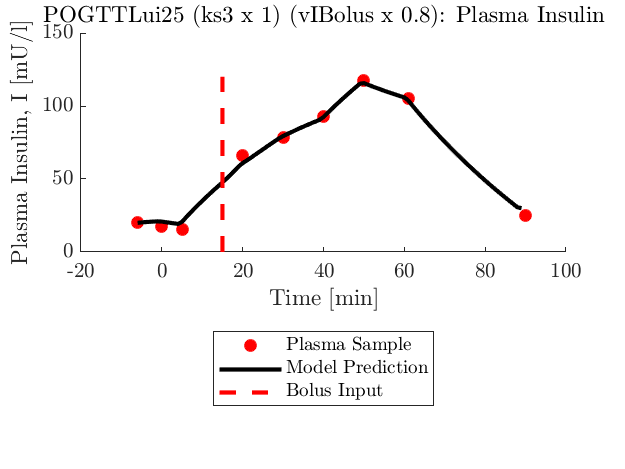 POGTTLui25 (ks3 x 1) (vIBolus x 0.8): Plasma Insulin
Plasma Insulin, I [mU/l]
150
100
50
0
-20
0
20
40
60
80
100
Time [min]
Plasma Sample
Model Prediction
Bolus Input